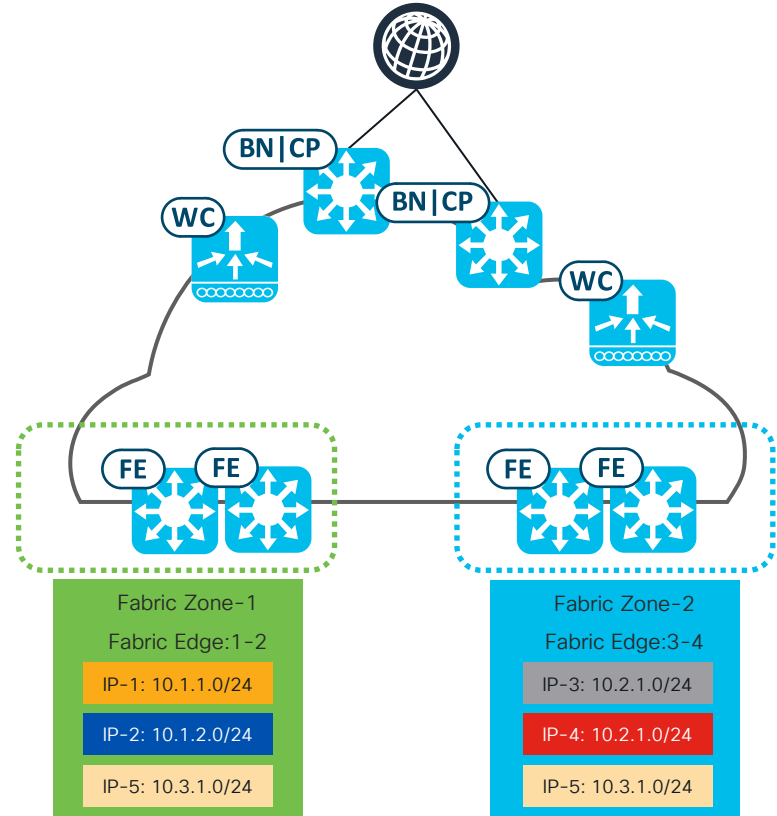 BN|CP
BN|CP
WC
WC
FE
FE
FE
FE
Fabric Zone-1
Fabric Edge:1-2
IP-1: 10.1.1.0/24
IP-2: 10.1.2.0/24
IP-5: 10.3.1.0/24
Fabric Zone-2
Fabric Edge:3-4
IP-3: 10.2.1.0/24
IP-4: 10.2.1.0/24
IP-5: 10.3.1.0/24